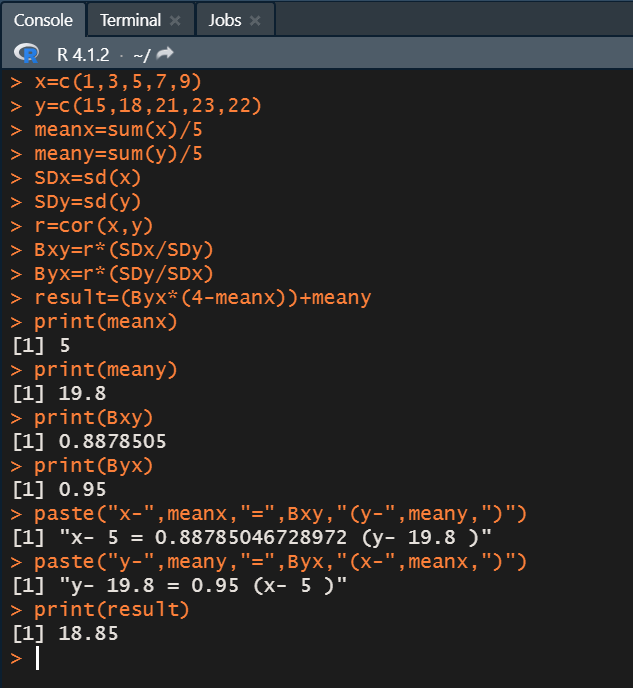 Console Terminal × Jobs ×
R R 4.1.2 · ~/
> x=c(1,3,5,7,9)
> y=c(15,18,21,23,22)
> meanx=sum(x)/5
> meany=sum(y)/5
> SDx=sd(x)
> SDy=sd(y)
> r=cor(x,y)
> Bxy=r*(SDx/SDy)
> Byx=r*(SDy/SDx)
> result=(Byx*(4-meanx))+meany
> print(meanx)
[1] 5
> print(meany)
[1] 19.8
> print(Bxy)
[1] 0.8878505
> print(Byx)
[1] 0.95
> paste("x-",meanx,"=",Bxy,"(y-",meany,")")
[1] "x- 5 = 0.88785046728972 (y- 19.8 )"
> paste("y-",meany,"=",Byx,"(x-",meanx,")")
[1] "y- 19.8 = 0.95 (x- 5 )"
> print(result)
[1] 18.85
>